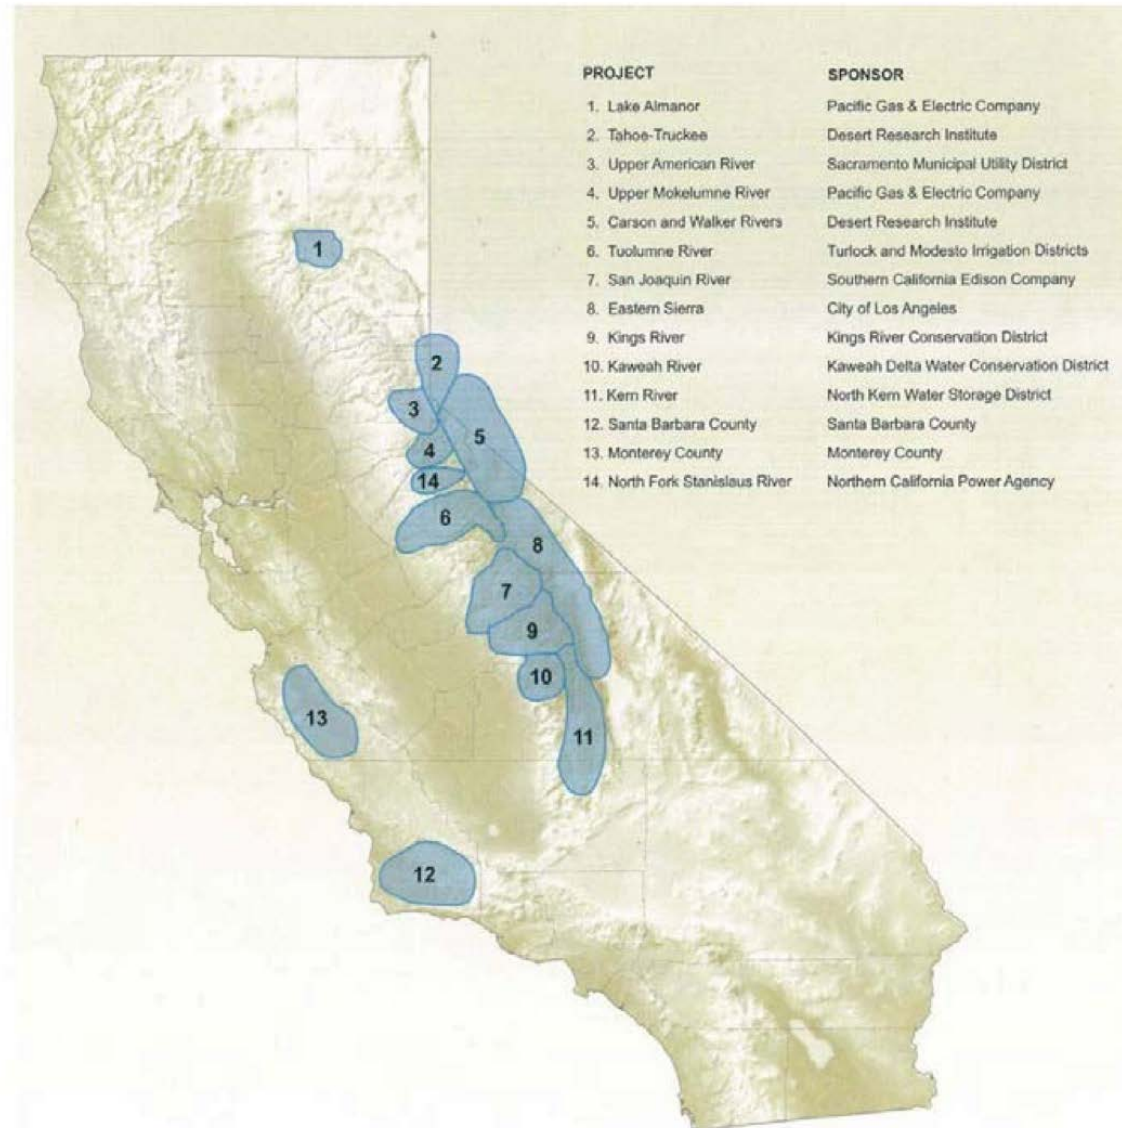 PROJECT SPONSOR
1. Lake Almanor Pacific Gas & Electric Company
2. Tahoe-Truckee Desert Research Institute
3. Upper American River Sacramento Municipal Utility District
4. Upper Mokelumne River Pacific Gas & Electric Company
5. Carson and Walker Rivers Desert Research Institute
6. Tuolumne River Turlock and Modesto Irrigation Districts
7. San Joaquin River Southern California Edison Company
8. Eastern Sierra City of Los Angeles
9. Kings River Kings River Conservation District
10. Kaweah River Kaweah Delta Water Conservation District
11. Kern River North Kern Water Storage District
12. Santa Barbara County Santa Barbara County
13. Monterey County Monterey County
14. North Fork Stanislaus River Northern California Power Agency
1
2
3
4
5
14
6
8
7
9
10
13
11
12